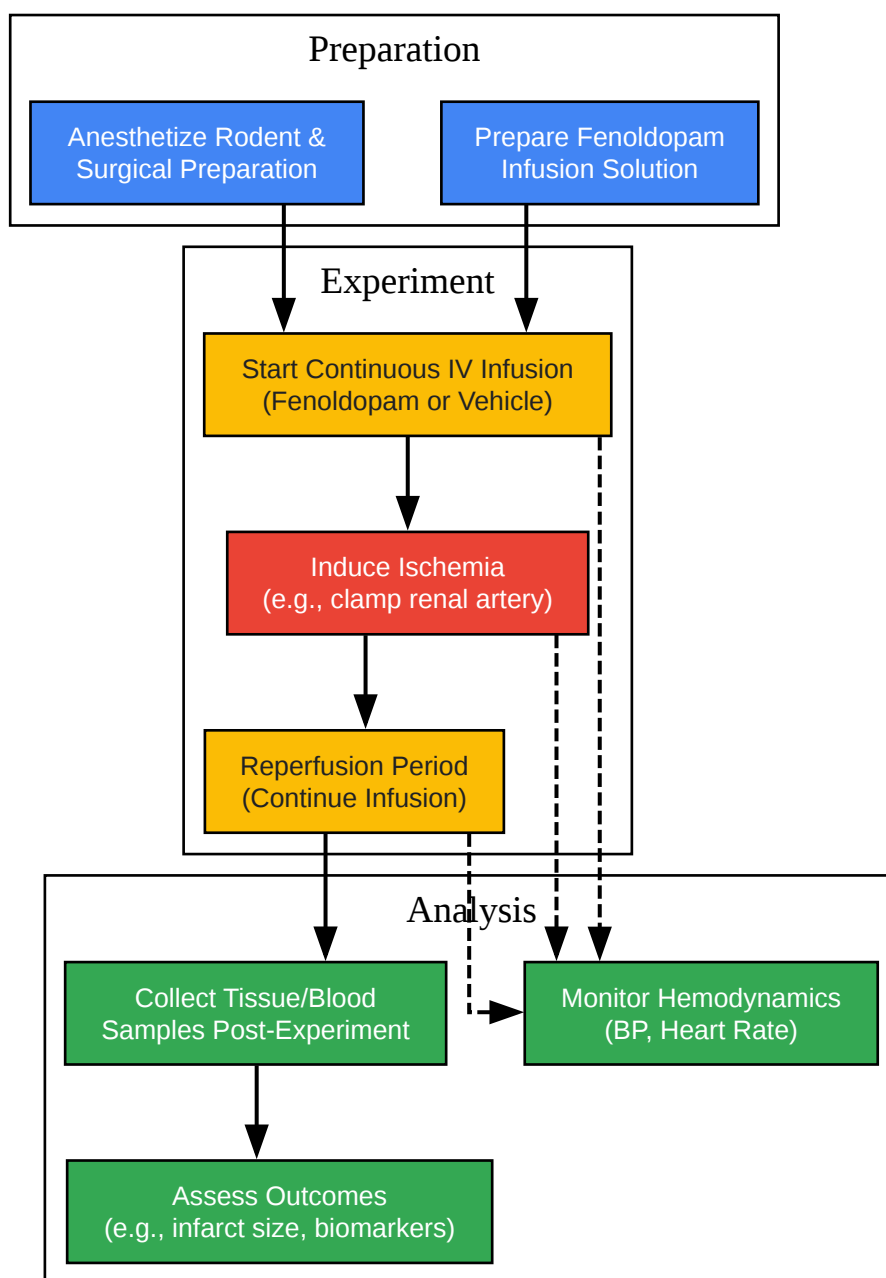 Preparation
Anesthetize Rodent &
Surgical Preparation
Prepare Fenoldopam
Infusion Solution
Experiment
Start Continuous IV Infusion
(Fenoldopam or Vehicle)
Induce Ischemia
(e.g., clamp renal artery)
Reperfusion Period
(Continue Infusion)
Analysis
Collect Tissue/Blood
Samples Post-Experiment
Monitor Hemodynamics
(BP, Heart Rate)
Assess Outcomes
(e.g., infarct size, biomarkers)